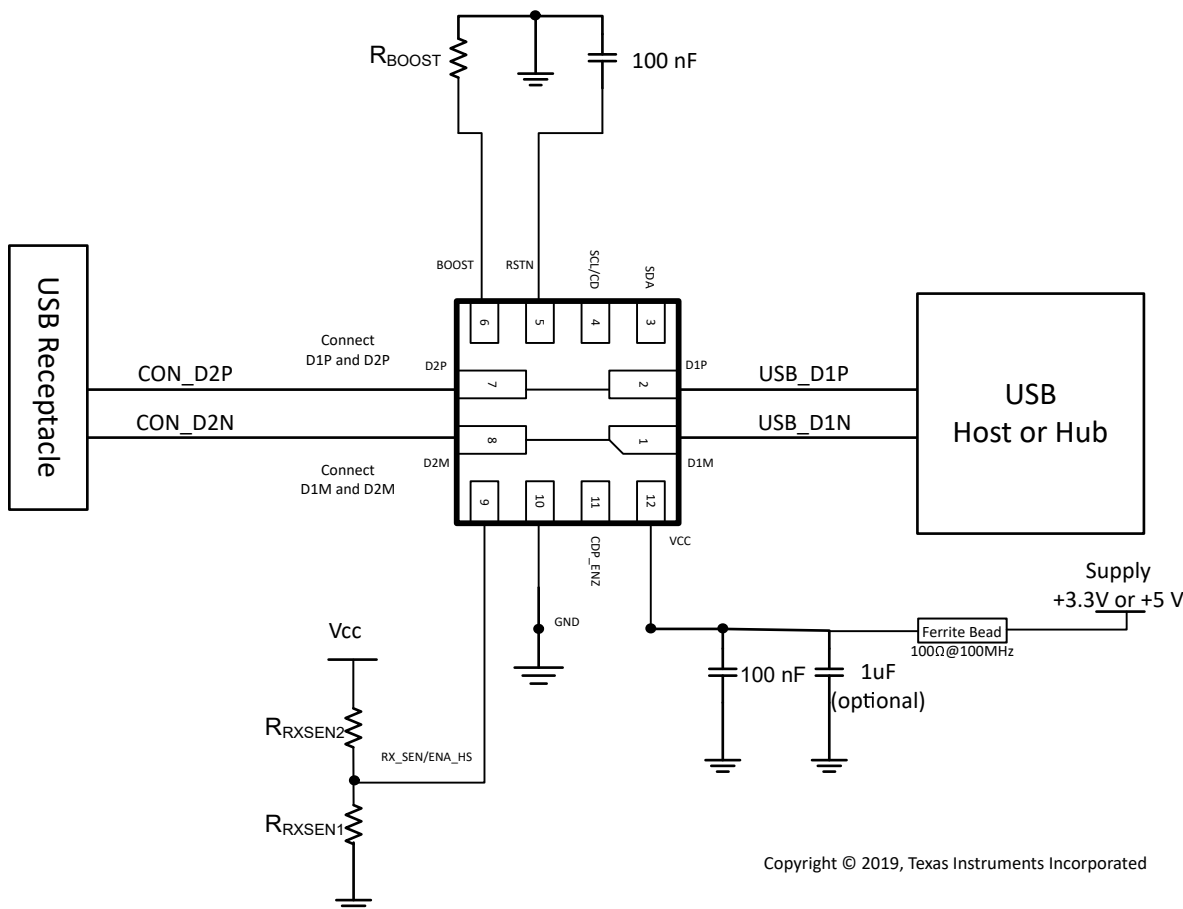 RBOOST
100 nF
BOOST
RSTN
SCL/CD
SDA
USB Receptacle
6
5
4
3
Connect
D1P and D2P
D2P
D1P
CON_D2P
7
2
USB_D1P
USB
Host or Hub
CON_D2N
8
1
USB_D1N
D2M
D1M
Connect
D1M and D2M
9
10
11
12
CDP_ENZ
VCC
Supply
+3.3V or +5 V
GND
Ferrite Bead
100Ω@100MHz
Vcc
100 nF
1uF
(optional)
RRXSEN2
RX_SEN/ENA_HS
RRXSEN1
Copyright © 2019, Texas Instruments Incorporated